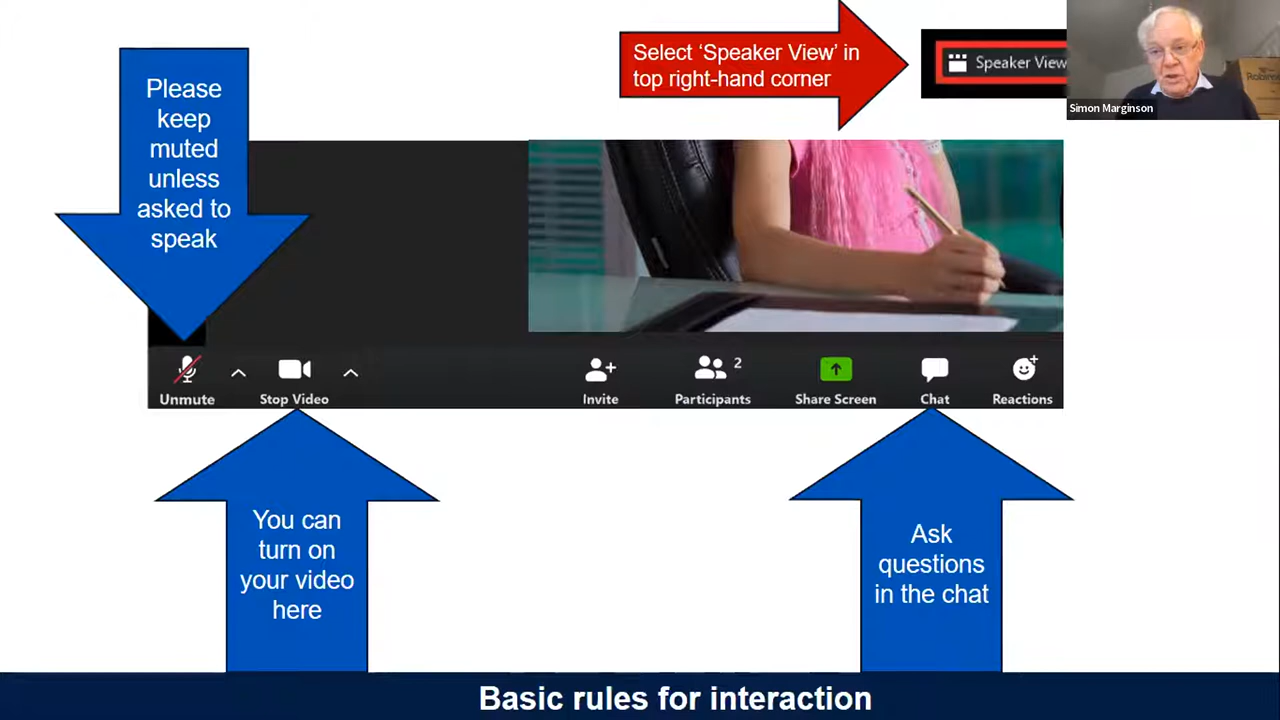 Select ‘Speaker View’ in
top right-hand corner
Speaker View
Simon Marginson
Please
keep
muted
unless
asked to
speak
2
Unmute
Stop Video
Invite
Participants
Share Screen
Chat
Reactions
You can
turn on
your video
here
Ask
questions
in the chat
Basic rules for interaction